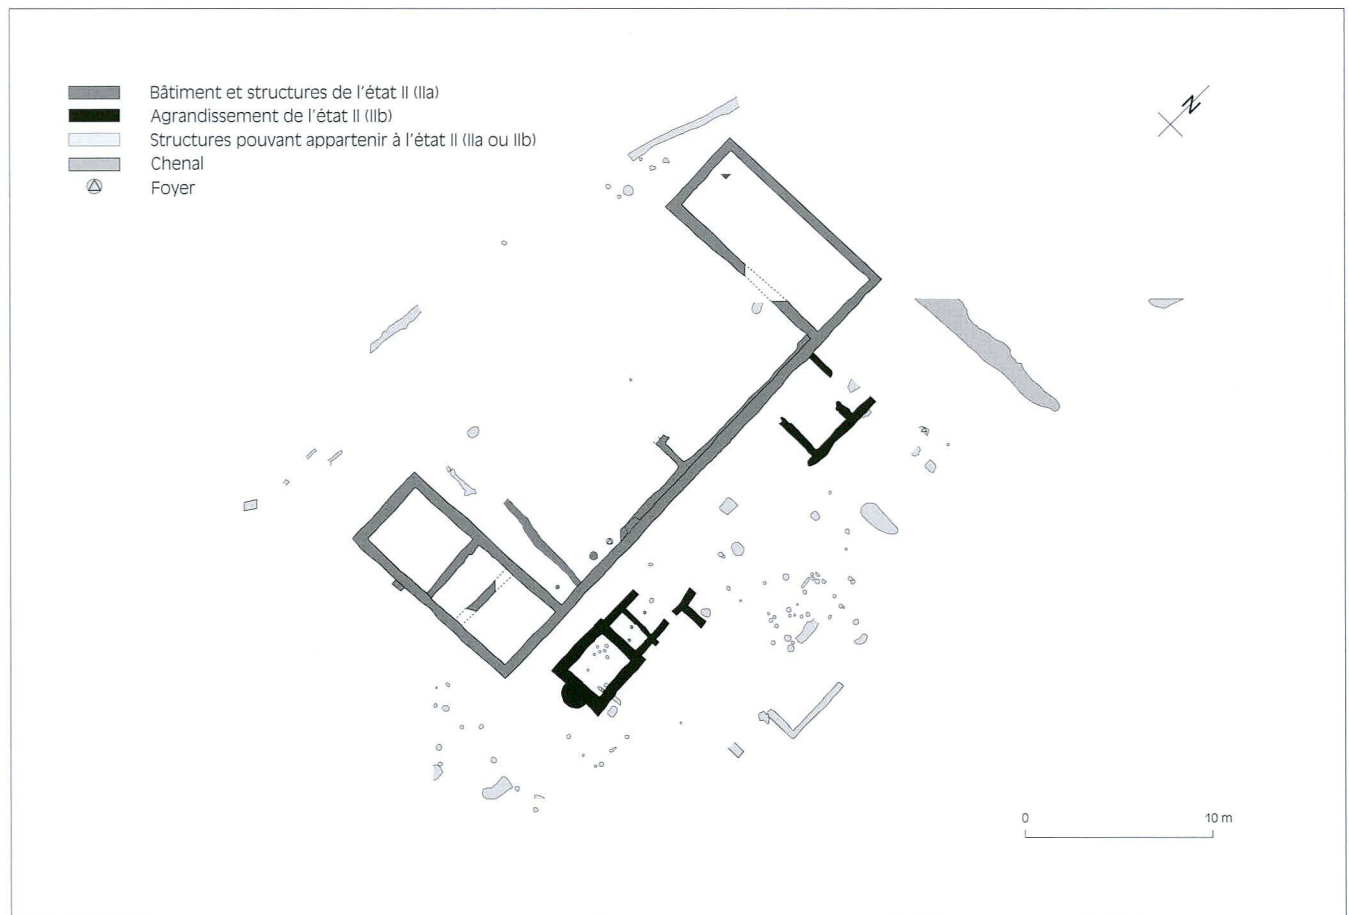 Bâtiment et structures de l'état II (IIa)
Agrandissement de l'état II (IIb)
Structures pouvant appartenir à l'état II (IIa ou IIb)
Chenal
Foyer
N
0 10 m